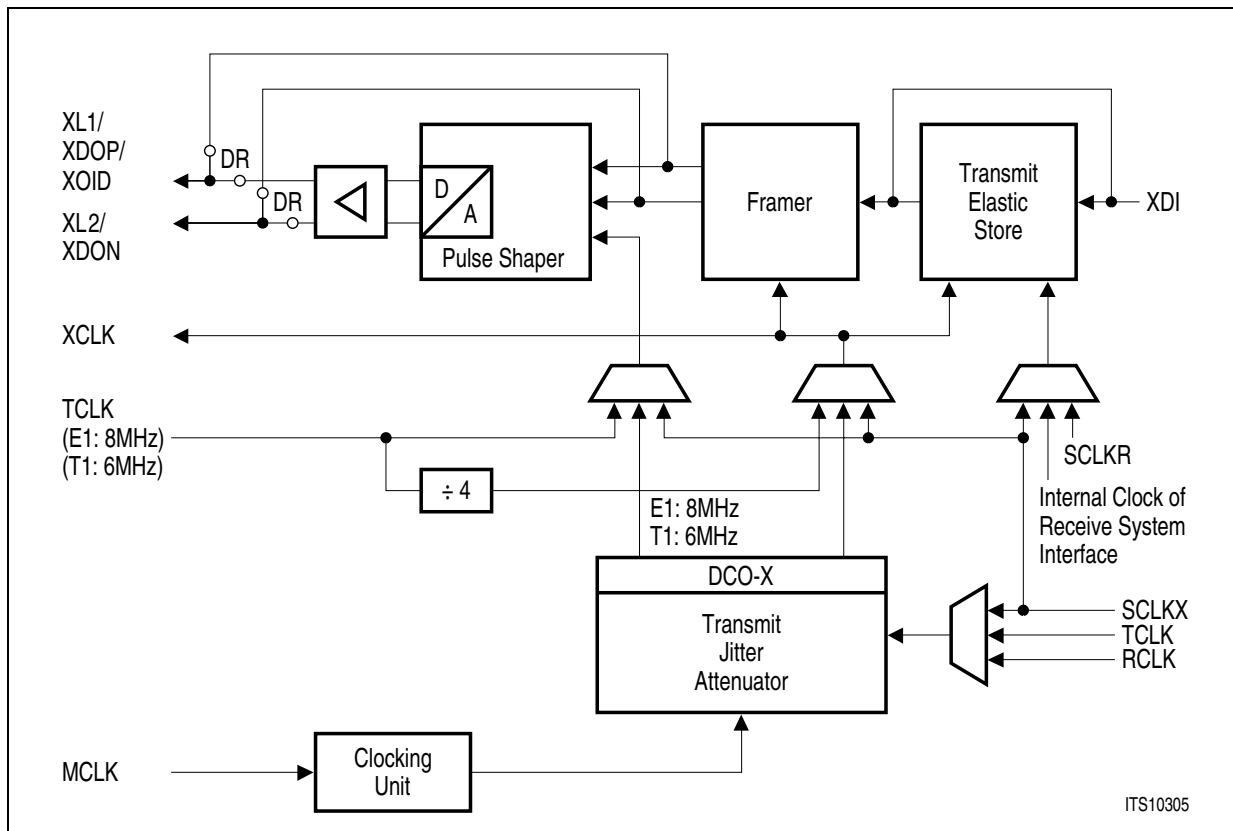 XL1/
XDOP/
XOID
DR
DR
XL2/
XDON
D
A
Pulse Shaper
Framer
Transmit
Elastic
Store
XDI
XCLK
TCLK
(E1: 8MHz)
(T1: 6MHz)
÷ 4
E1: 8MHz
T1: 6MHz
SCLKR
Internal Clock of
Receive System
Interface
DCO-X
Transmit
Jitter
Attenuator
SCLKX
TCLK
RCLK
MCLK
Clocking
Unit
ITS10305